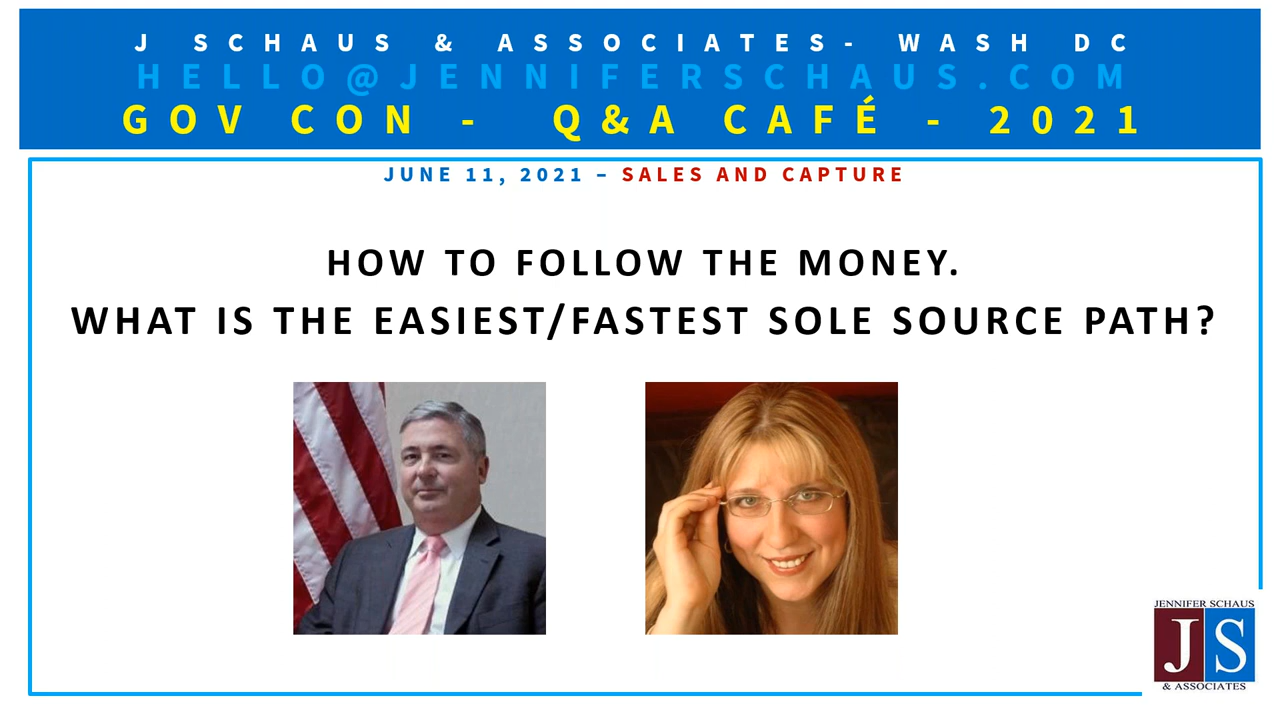 J SCHAUS & ASSOCIATES- WASH DC
HELLO@JENNIFERSCHAUS.COM
GOV CON - Q&A CAFÉ - 2021
JUNE 11, 2021 – SALES AND CAPTURE
HOW TO FOLLOW THE MONEY.
WHAT IS THE EASIEST/FASTEST SOLE SOURCE PATH?
JENNIFER SCHAUS
JS
& ASSOCIATES